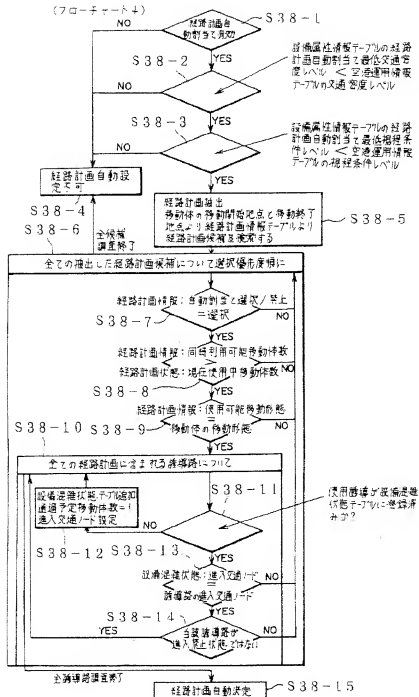 (フローチャート4)
経路計画自
動割当て有効
S38-1
NO
YES
S38-2
設備属性情報テーブルの経路
計画自動割当て最低交通密
度レベル < 空港運用情報
テーブルの交通密度レベル
NO
YES
S38-3
設備属性情報テーブルの経路
計画自動割当て最低視程条
件レベル < 空港運用情報
テーブルの視程条件レベル
NO
YES
経路計画自動設
定不可
S38-4
経路計画抽出
移動体の移動開始地点と移動終了
地点より経路計画情報テーブルより
経路計画候補を検索する
S38-5
S38-6
全候補
調査終了
全ての抽出した経路計画候補について選択優先度順に
経路計画情報:自動割当て選択/禁止
=選択
NO
S38-7
YES
経路計画情報:同時利用可能移動体数
>
経路計画状態:現在使用中移動体数
NO
S38-8
YES
経路計画情報:使用可能移動形態
=
移動体の移動形態
NO
S38-9
YES
S38-10
全ての経路計画に含まれる誘導路について
設備混雑状態テーブル追加
通過予定移動体数=1
進入交通ノード設定
S38-11
使用誘導が設備混雑
状態テーブルに登録済
みか?
NO
S38-12
YES
S38-13
設備混雑状態:進入交通ノード
=
誘導路の進入交通ノード
NO
YES
S38-14
当該誘導路が
進入禁止状態ではない
YES
NO
全誘導路調査終了
経路計画自動決定
S38-15